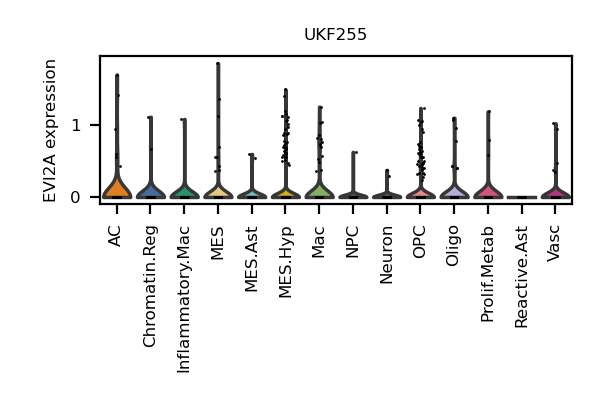 UKF255
EVI2A expression
1
0
AC
Chromatin.Reg
Inflammatory.Mac
MES
MES.Ast
MES.Hyp
Mac
NPC
Neuron
OPC
Oligo
Prolif.Metab
Reactive.Ast
Vasc